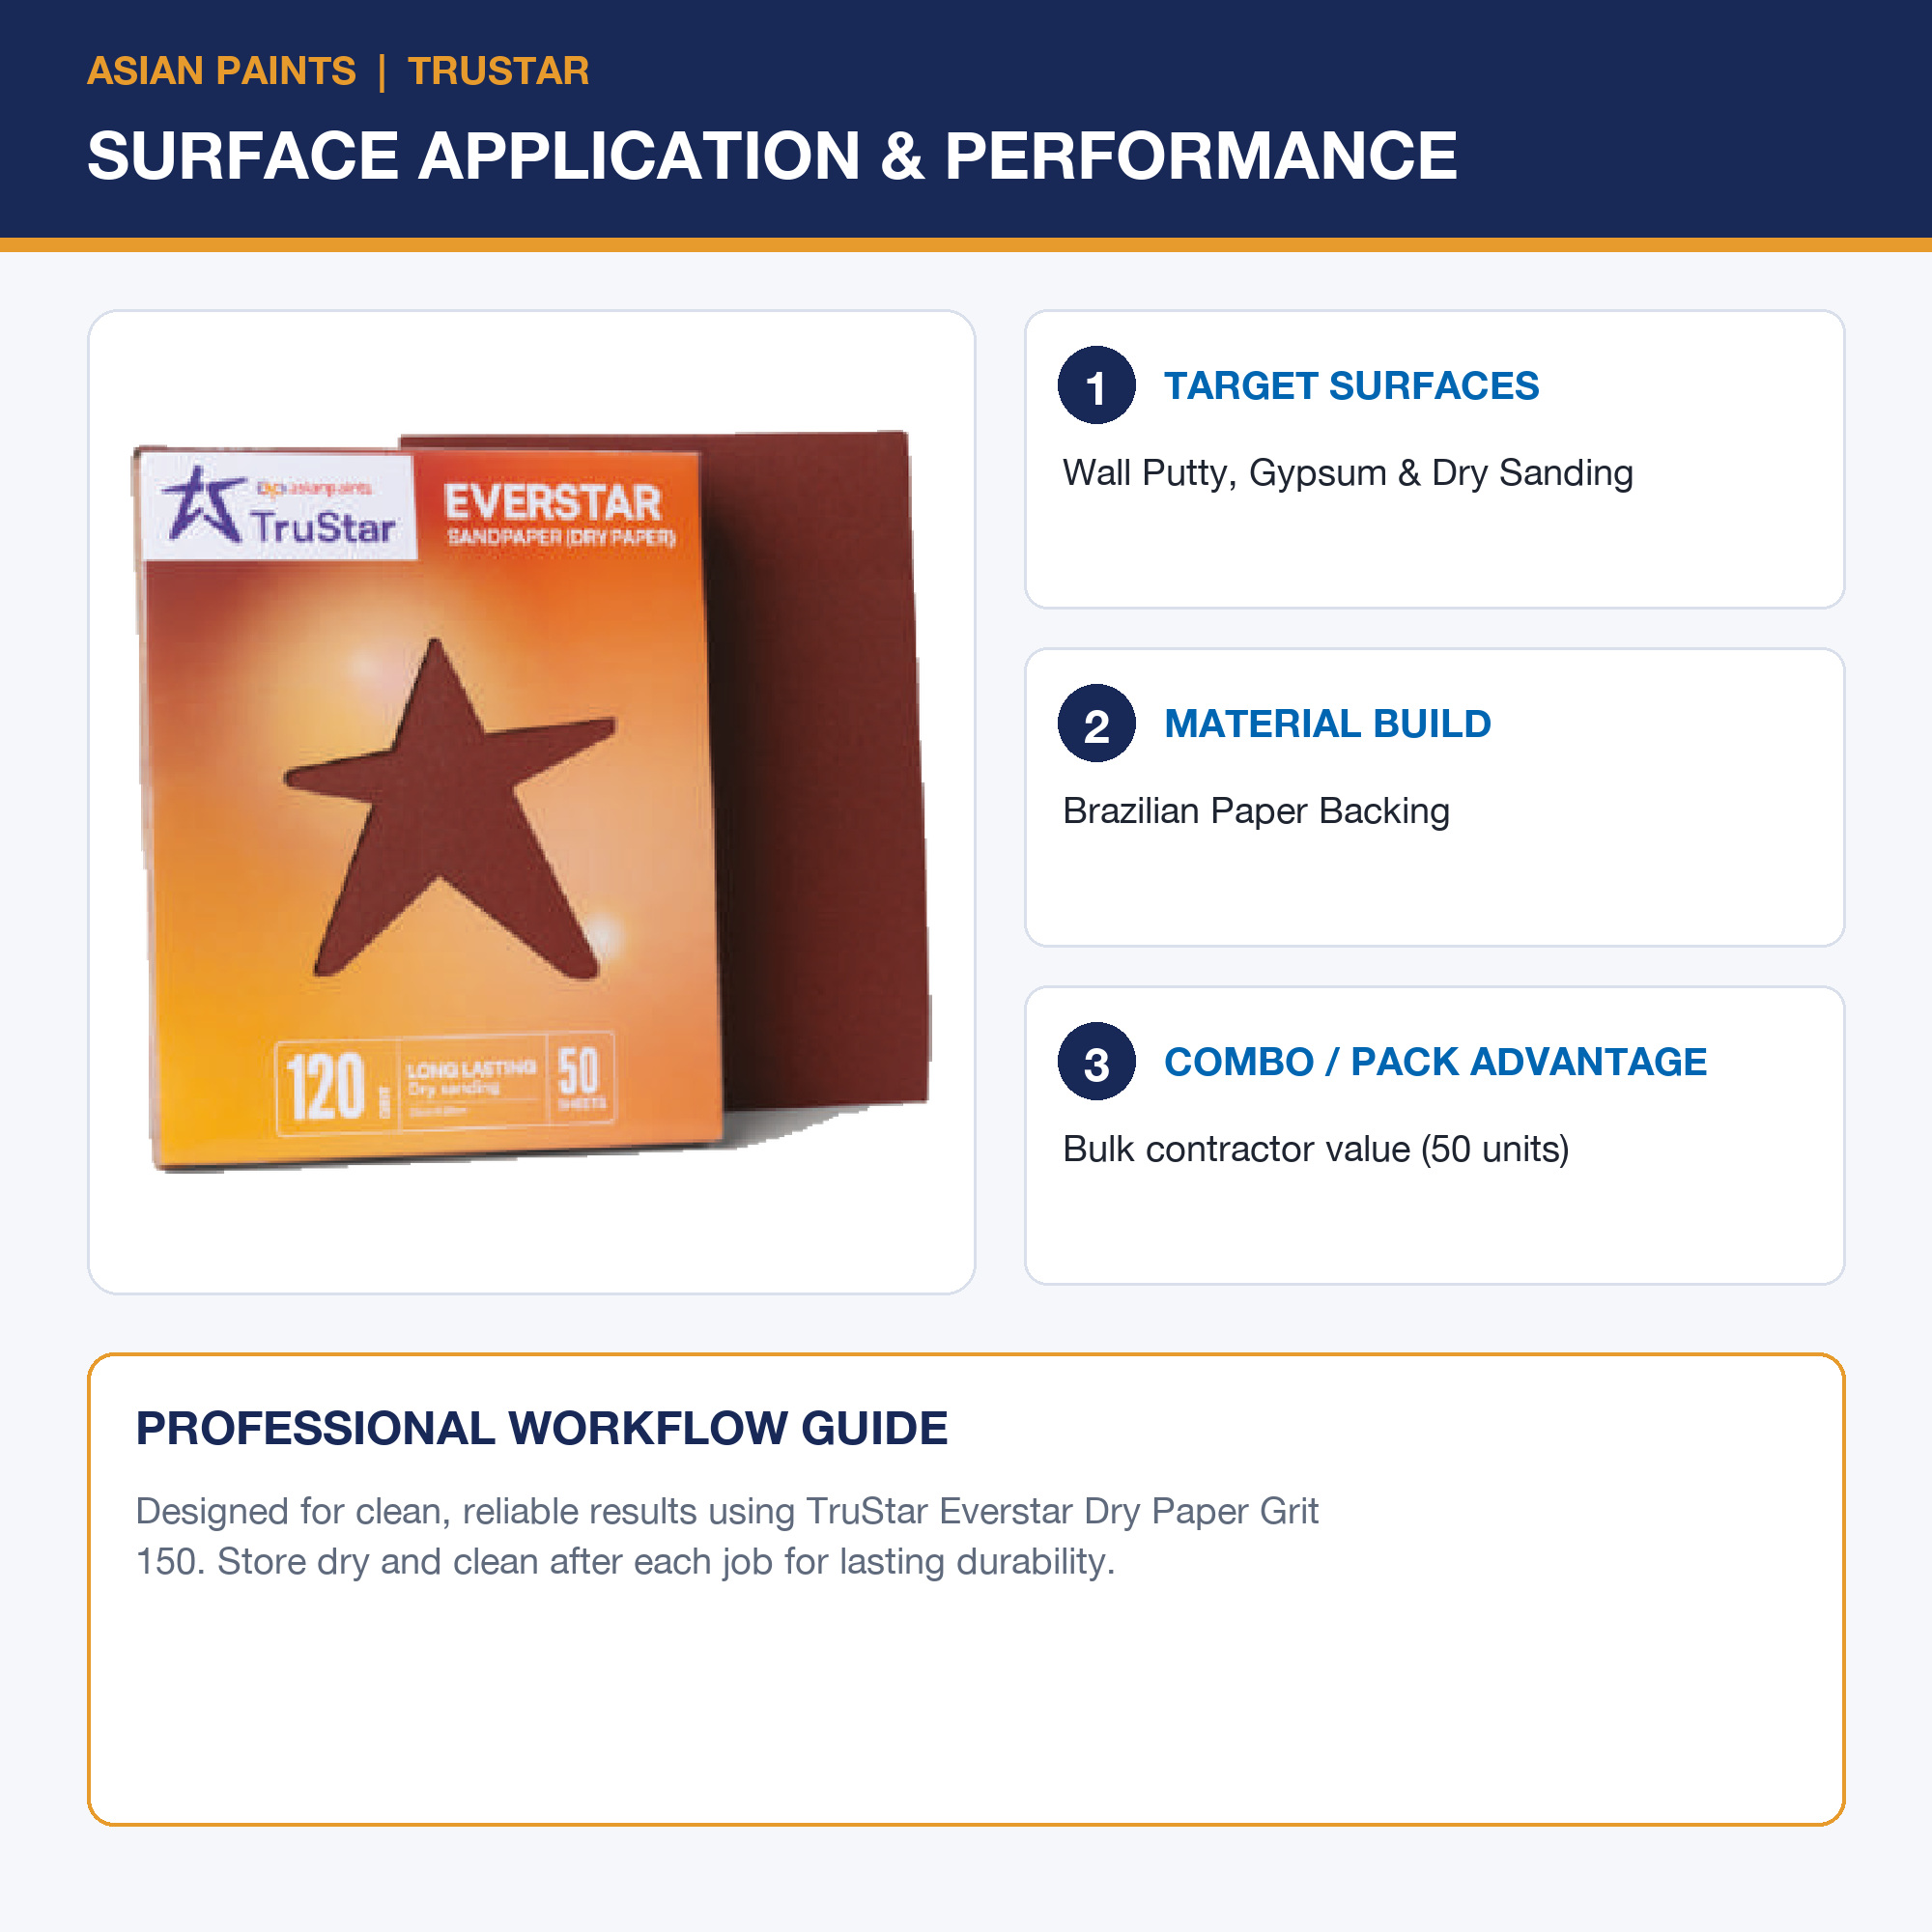 ASIAN PAINTS | TRUSTAR
SURFACE APPLICATION & PERFORMANCE
asianpaints
TruStar
EVERSTAR
SANDPAPER (DRY PAPER)
120 GRIT
LONG LASTING
Dry sanding
50
SHEETS
1 TARGET SURFACES
Wall Putty, Gypsum & Dry Sanding
2 MATERIAL BUILD
Brazilian Paper Backing
3 COMBO / PACK ADVANTAGE
Bulk contractor value (50 units)
PROFESSIONAL WORKFLOW GUIDE
Designed for clean, reliable results using TruStar Everstar Dry Paper Grit
150. Store dry and clean after each job for lasting durability.